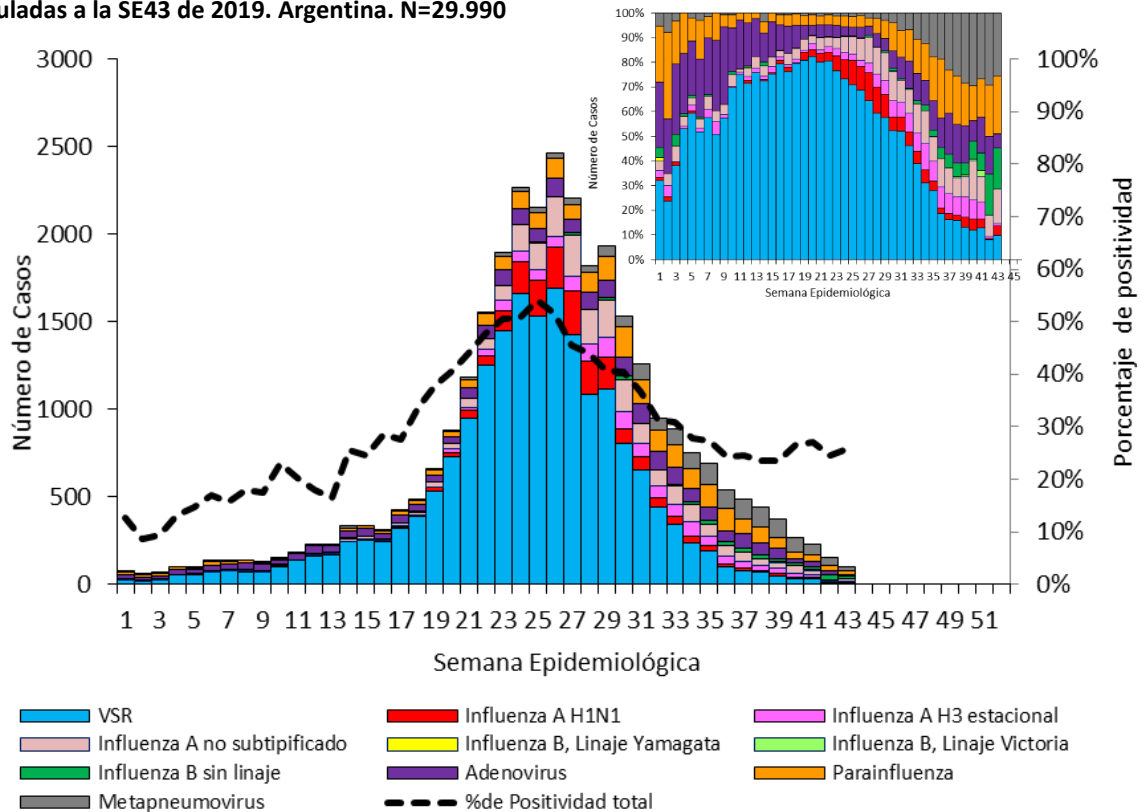 uladas a la SE43 de 2019. Argentina. N=29.990
3000
2500
2000
1500
1000
500
0
Número de Casos
1 3 5 7 9 11 13 15 17 19 21 23 25 27 29 31 33 35 37 39 41 43 45 47 49 51
Semana Epidemiológica
100%
90%
80%
70%
60%
50%
40%
30%
20%
10%
0%
Porcentaje de positividad
100%
90%
80%
70%
60%
50%
40%
30%
20%
10%
0%
Número de Casos
1 3 5 7 9 11 13 15 17 19 21 23 25 27 29 31 33 35 37 39 41 43 45
Semana Epidemiológica
VSR
Influenza A H1N1
Influenza A H3 estacional
Influenza A no subtipificado
Influenza B, Linaje Yamagata
Influenza B, Linaje Victoria
Influenza B sin linaje
Adenovirus
Parainfluenza
Metapneumovirus
%de Positividad total